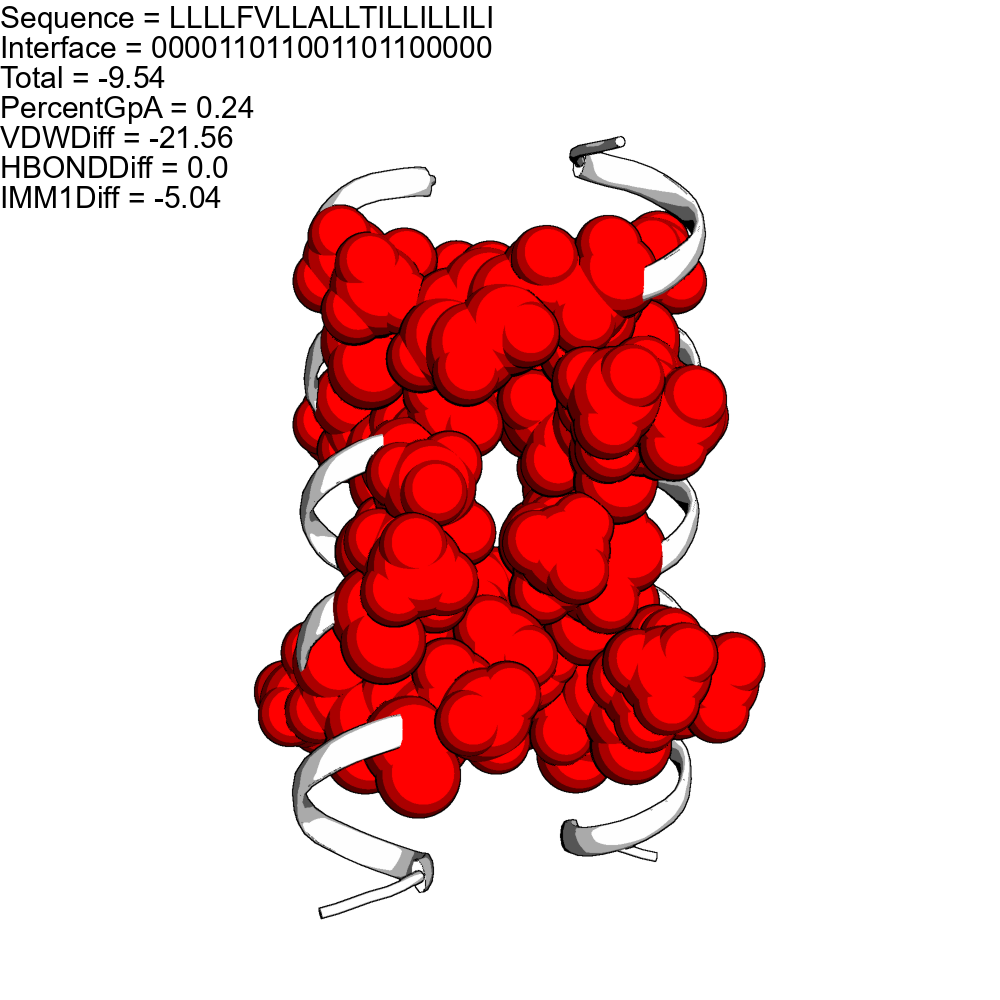 Sequence = LLLLFVLLALLTILLILLILI
Interface = 000011011001101100000
Total = -9.54
PercentGpA = 0.24
VDWDiff = -21.56
HBONDDiff = 0.0
IMM1Diff = -5.04